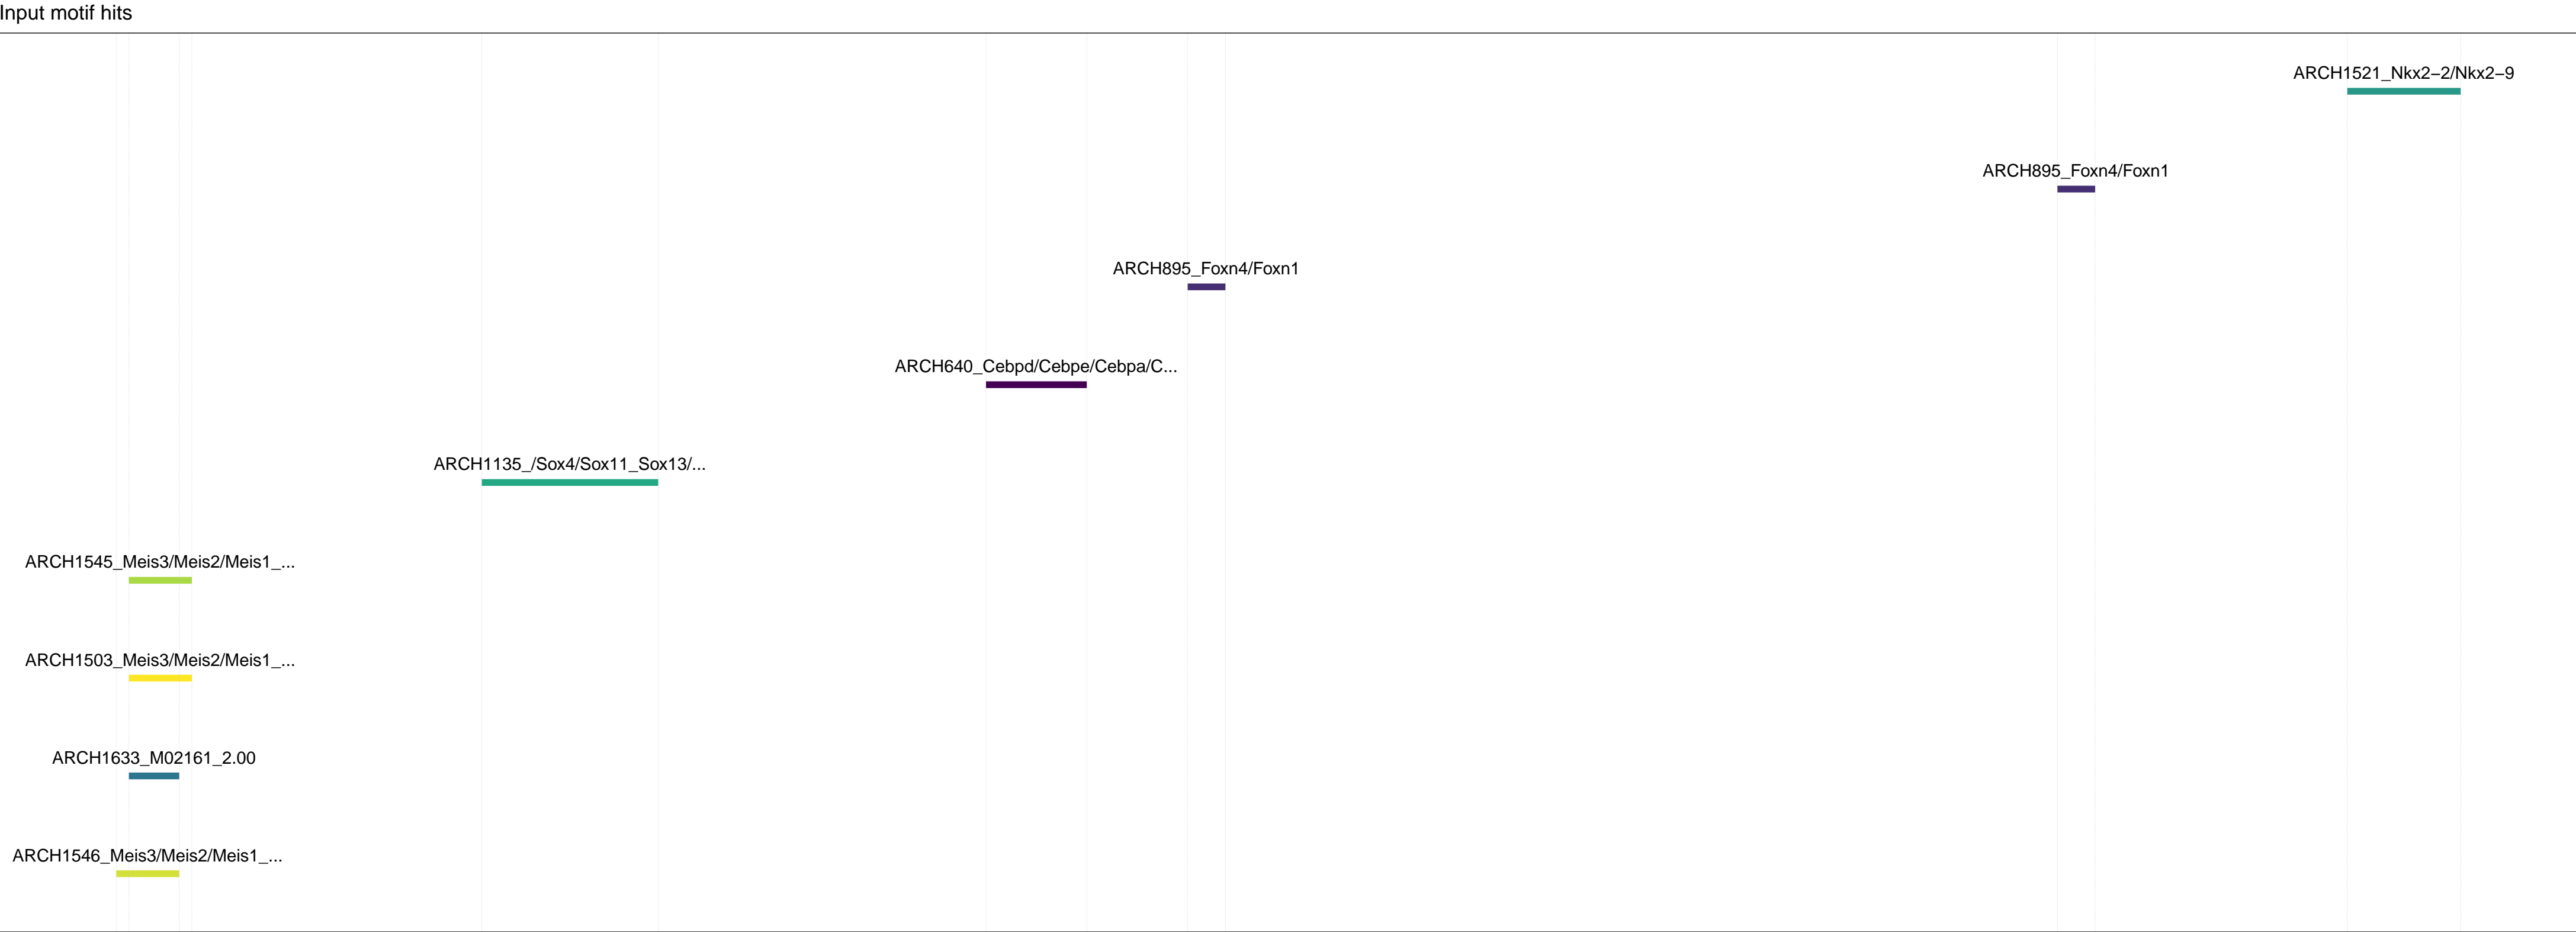 Input motif hits
ARCH1521_Nkx2−2/Nkx2−9
ARCH895_Foxn4/Foxn1
ARCH895_Foxn4/Foxn1
ARCH640_Cebpd/Cebpe/Cebpa/C...
ARCH1135_/Sox4/Sox11_Sox13/...
ARCH1545_Meis3/Meis2/Meis1_...
ARCH1503_Meis3/Meis2/Meis1_...
ARCH1633_M02161_2.00
ARCH1546_Meis3/Meis2/Meis1_...